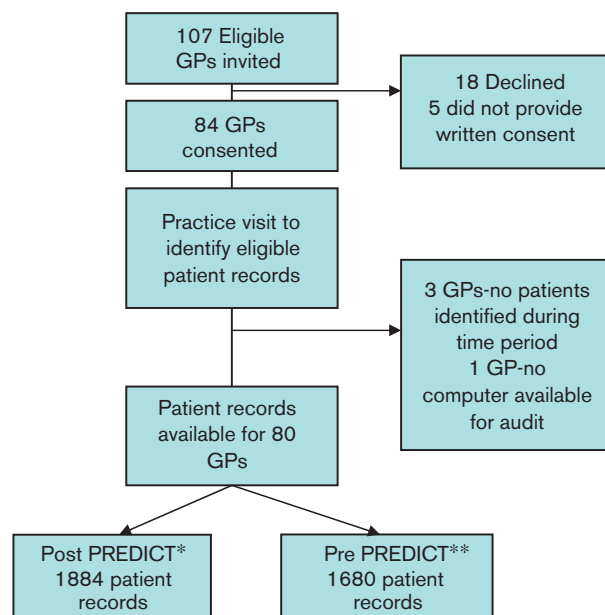 107 Eligible
GPs invited
18 Declined
5 did not provide
written consent
84 GPs
consented
Practice visit to
identify eligible
patient records
3 GPs-no patients
identified during
time period
1 GP-no
computer available
for audit
Patient records
available for 80
GPs
Post PREDICT*
1884 patient
records
Pre PREDICT**
1680 patient
records